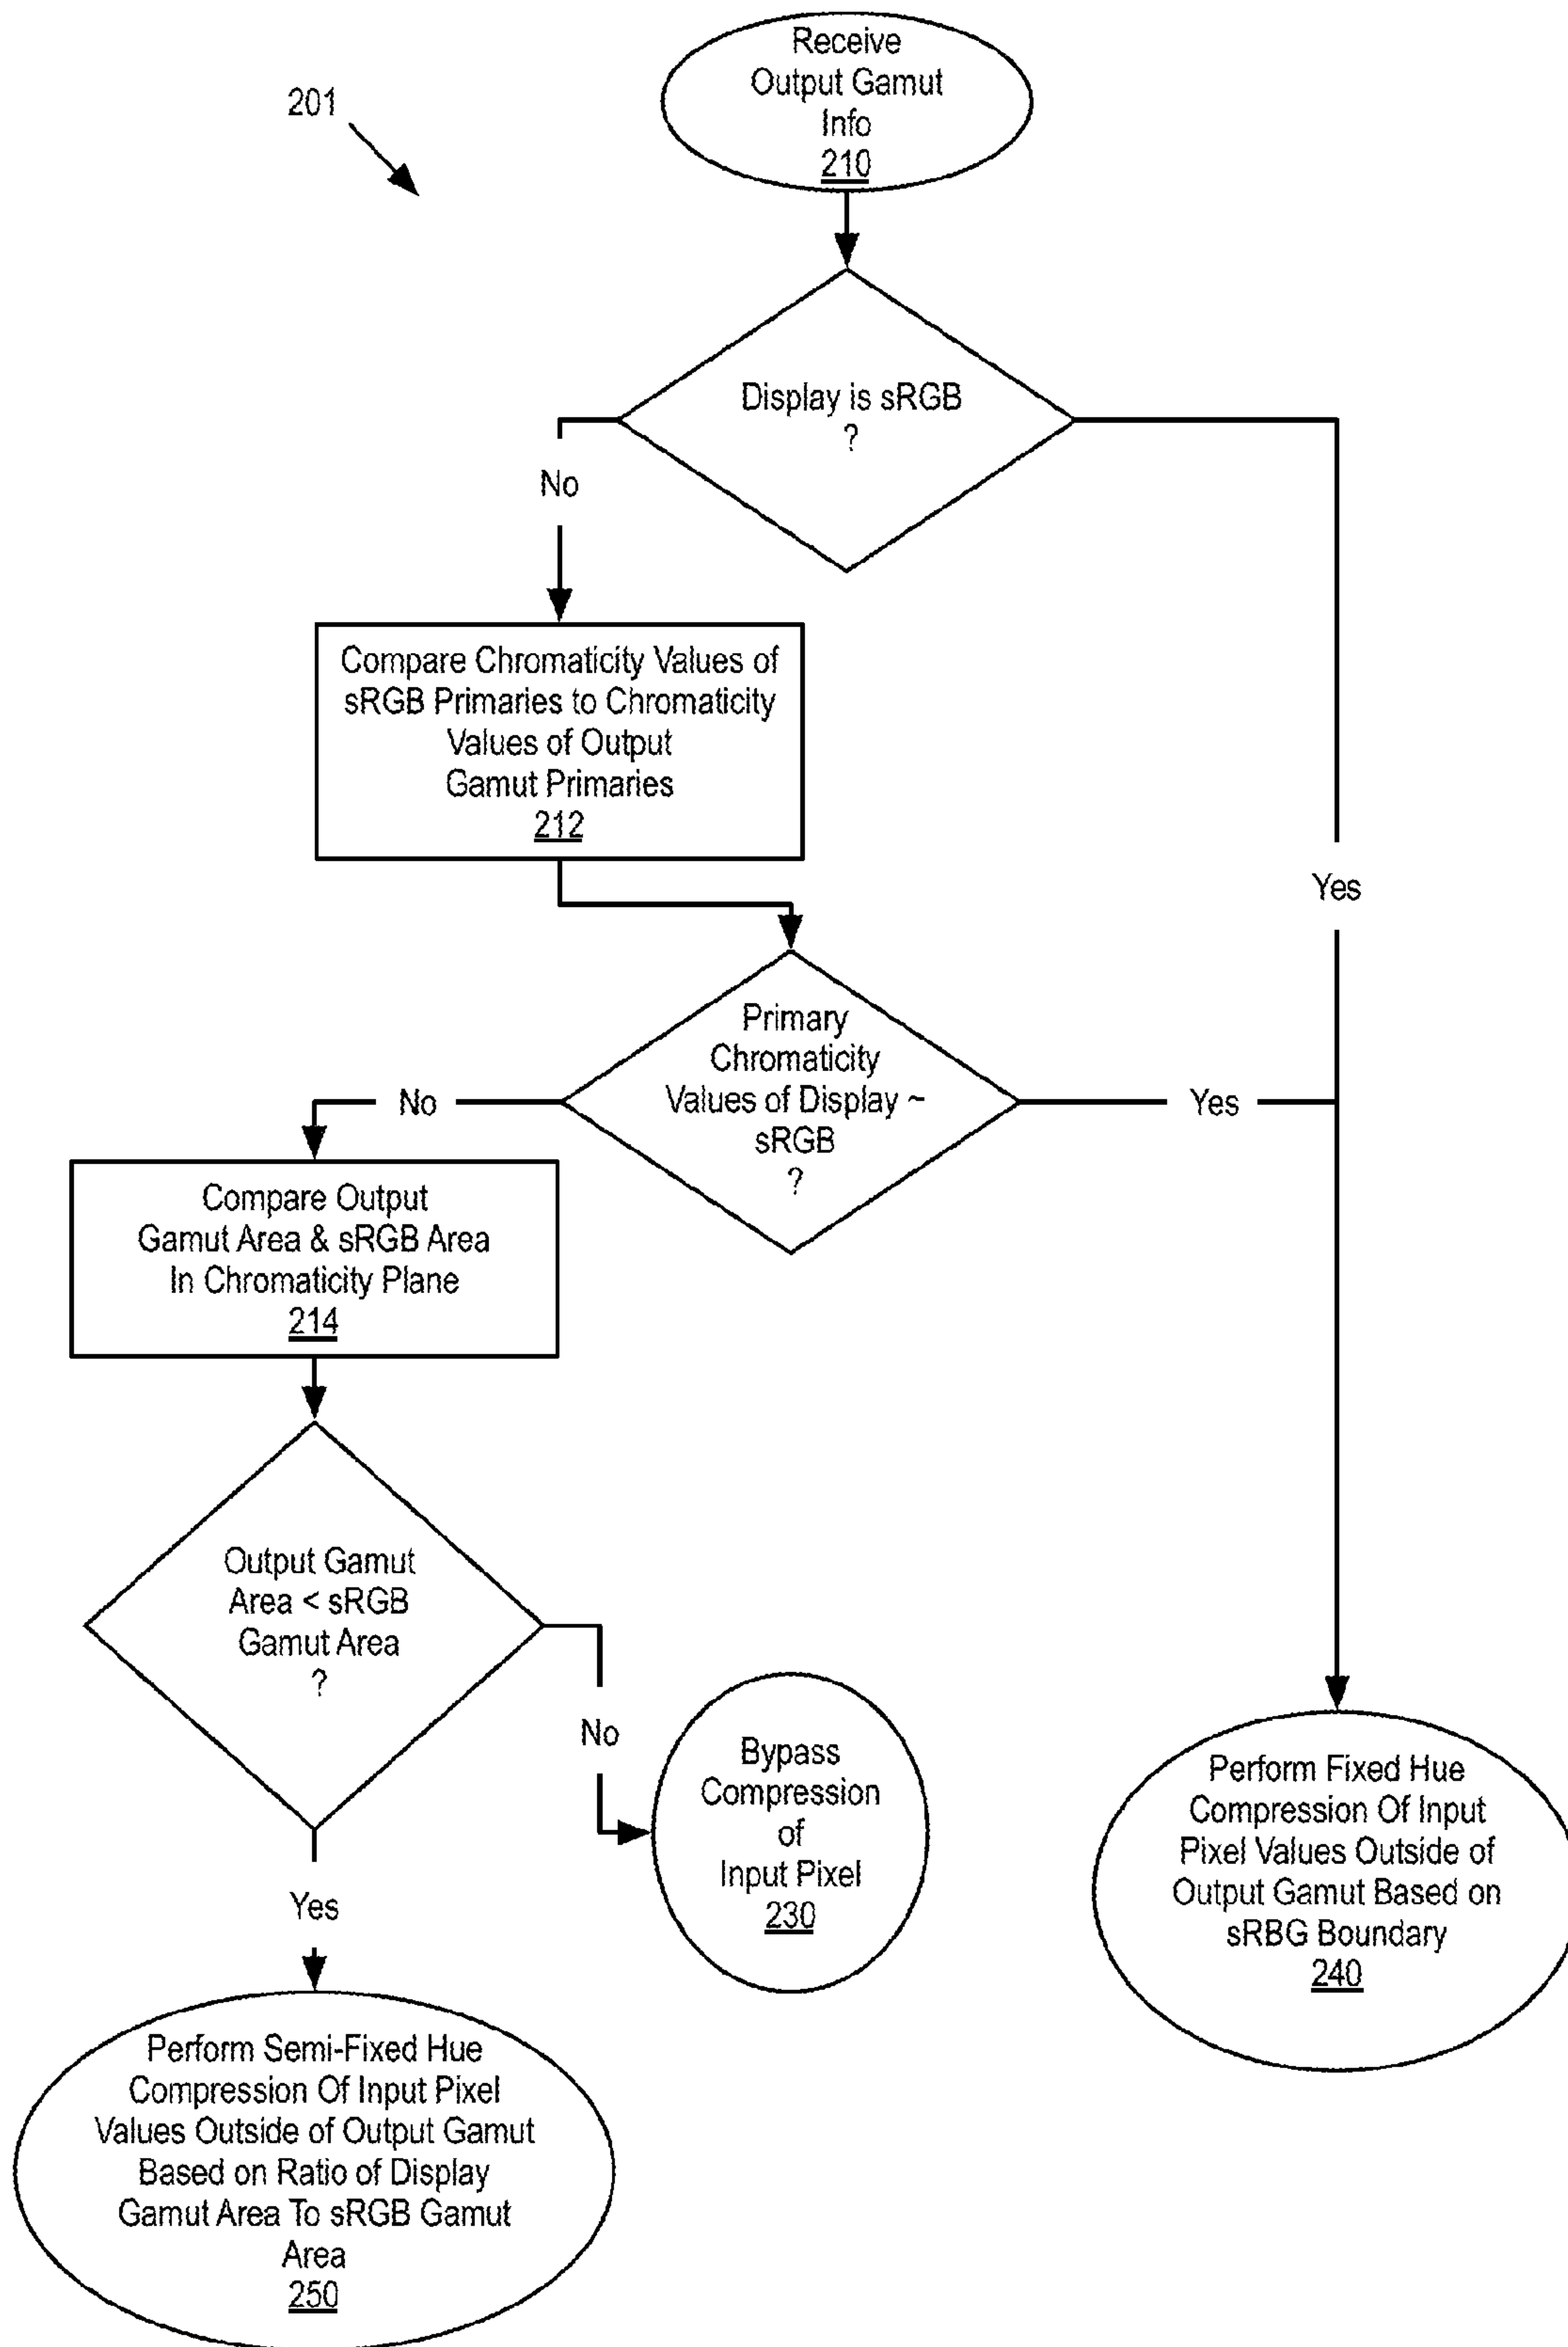 201
Receive
Output Gamut
Info
210
Display is sRGB
?
No
Yes
Compare Chromaticity Values of
sRGB Primaries to Chromaticity
Values of Output
Gamut Primaries
212
Primary
Chromaticity
Values of Display ~
sRGB
?
No
Yes
Compare Output
Gamut Area & sRGB Area
In Chromaticity Plane
214
Output Gamut
Area < sRGB
Gamut Area
?
No
Yes
Bypass
Compression
of
Input Pixel
230
Perform Fixed Hue
Compression Of Input
Pixel Values Outside of
Output Gamut Based on
sRBG Boundary
240
Perform Semi-Fixed Hue
Compression Of Input Pixel
Values Outside of Output Gamut
Based on Ratio of Display
Gamut Area To sRGB Gamut
Area
250